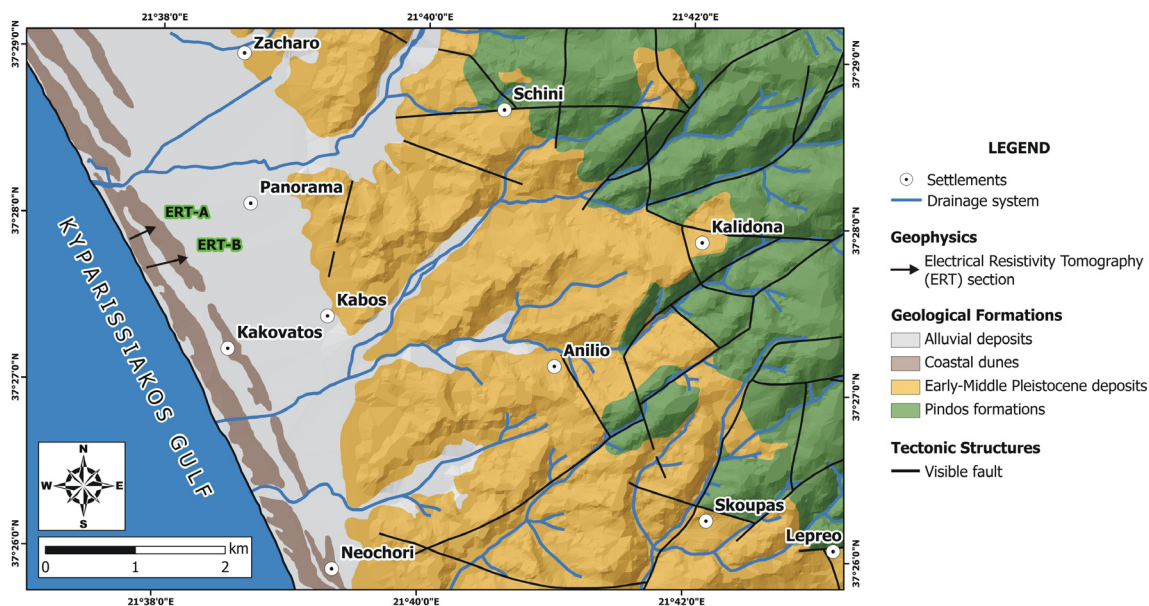 21°38'0"E
21°40'0"E
21°42'0"E
37°29'0"N
37°29'0"N
Zacharo
Schini
Panorama
37°28'0"N
37°28'0"N
ERT-A
ERT-B
Kalidona
KYPARISSIAKOS GULF
Kabos
Kakovatos
Anilio
37°27'0"N
37°27'0"N
N
W
E
S
Skoupas
Lepreo
Neochori
37°26'0"N
37°26'0"N
km
0
1
2
21°38'0"E
21°40'0"E
21°42'0"E
LEGEND
Settlements
Drainage system
Geophysics
Electrical Resistivity Tomography
(ERT) section
Geological Formations
Alluvial deposits
Coastal dunes
Early-Middle Pleistocene deposits
Pindos formations
Tectonic Structures
Visible fault